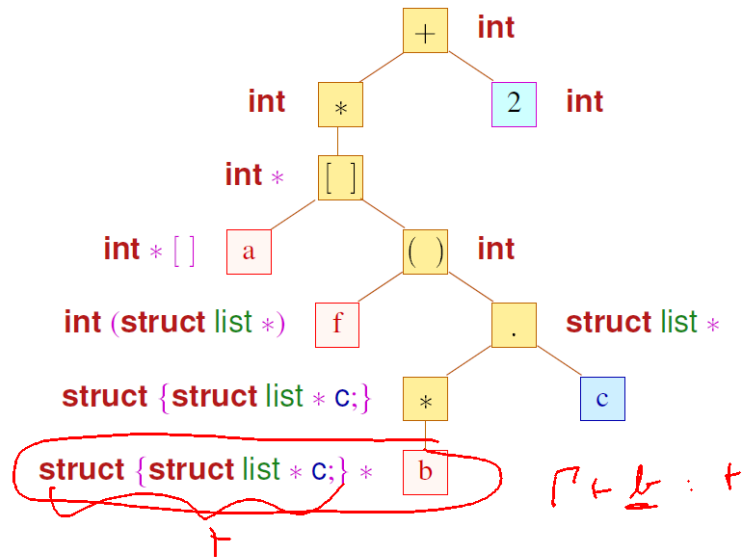 + int
int * 2 int
int * [ ]
int * [ ] a ( ) int
int (struct list *) f . struct list *
struct {struct list * c;} * c
struct {struct list * c;} * b Γ ⊢ b : t
t